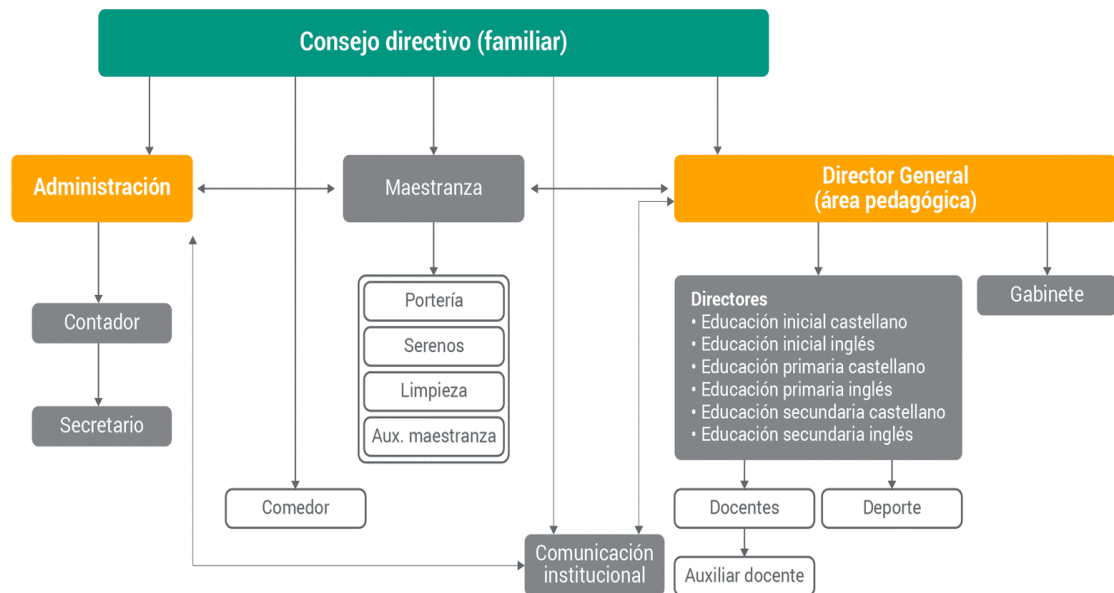 Consejo directivo (familiar)
Administración
Maestranza
Director General
(área pedagógica)
Contador
Secretario
Portería
Serenos
Limpieza
Aux. maestranza
Directores
• Educación inicial castellano
• Educación inicial inglés
• Educación primaria castellano
• Educación primaria inglés
• Educación secundaria castellano
• Educación secundaria inglés
Gabinete
Comedor
Docentes
Deporte
Comunicación
institucional
Auxiliar docente